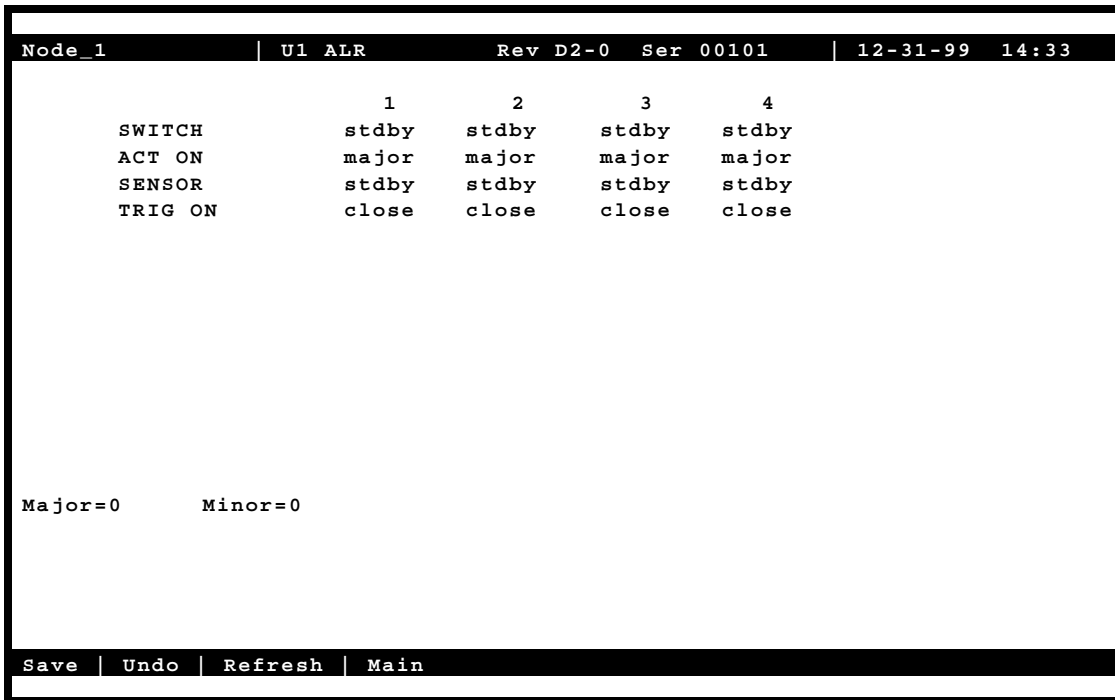 Node_1 | U1 ALR Rev D2-0 Ser 00101 | 12-31-99 14:33
1 2 3 4
SWITCH stdby stdby stdby stdby
ACT ON major major major major
SENSOR stdby stdby stdby stdby
TRIG ON close close close close
Major=0 Minor=0
Save | Undo | Refresh | Main